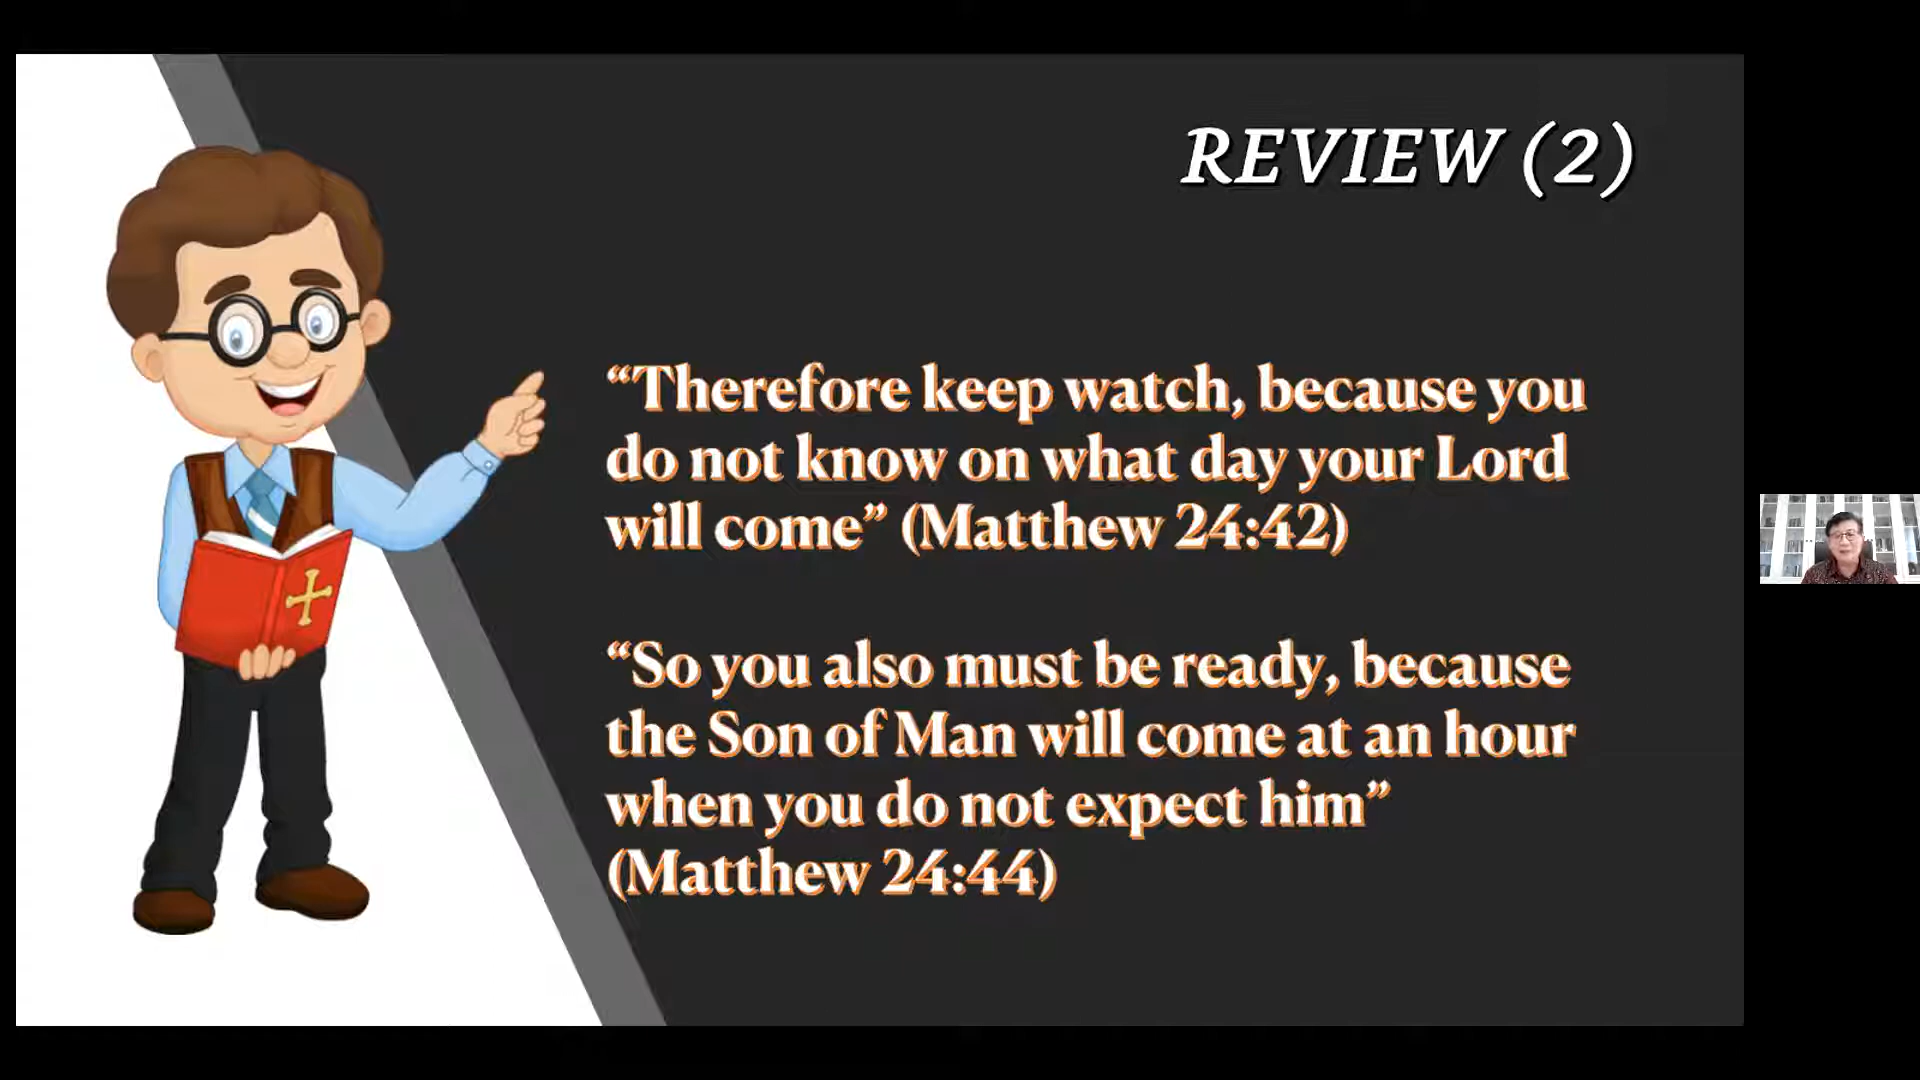 REVIEW (2)
“Therefore keep watch, because you
do not know on what day your Lord
will come” (Matthew 24:42)
“So you also must be ready, because
the Son of Man will come at an hour
when you do not expect him”
(Matthew 24:44)